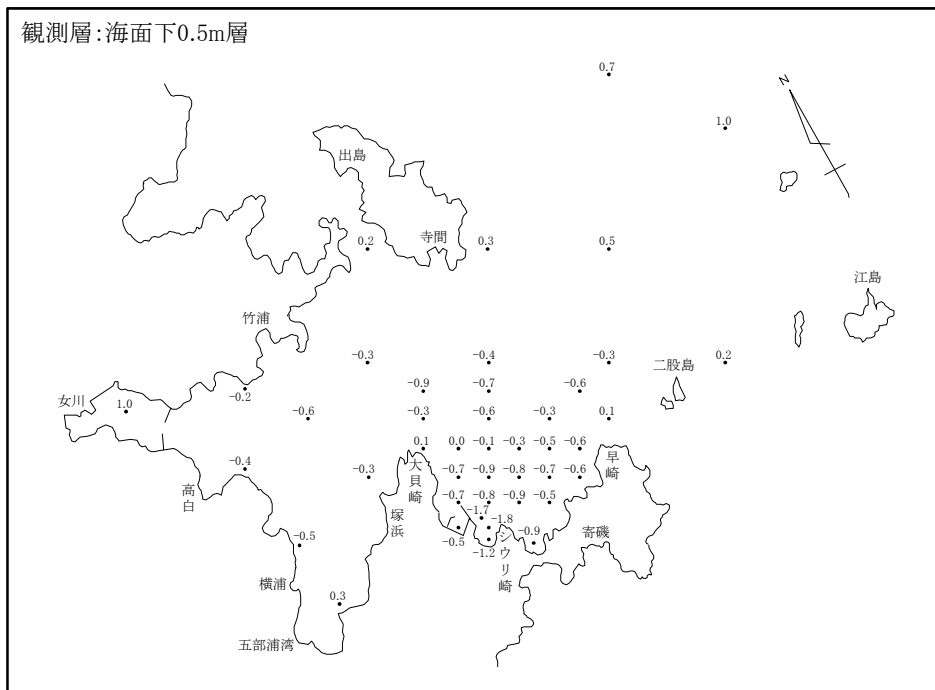 観測層:海面下0.5m層
0.7
N
1.0
出島
寺間
0.2
0.3
0.5
江島
竹浦
-0.3
-0.4
-0.3
二股島
0.2
-0.2
-0.9
-0.7
-0.6
女川
1.0
-0.6
-0.3
-0.6
-0.3
0.1
0.1
0.0
-0.1
-0.3
-0.5
-0.6
早崎
-0.4
-0.3
大貝崎
-0.7
-0.9
-0.8
-0.7
-0.6
高白
塚浜
-0.7
-0.8
-0.9
-0.5
-1.7
-1.8
-0.5
-1.2
-0.9
シウリ崎
寄磯
-0.5
横浦
0.3
五部浦湾